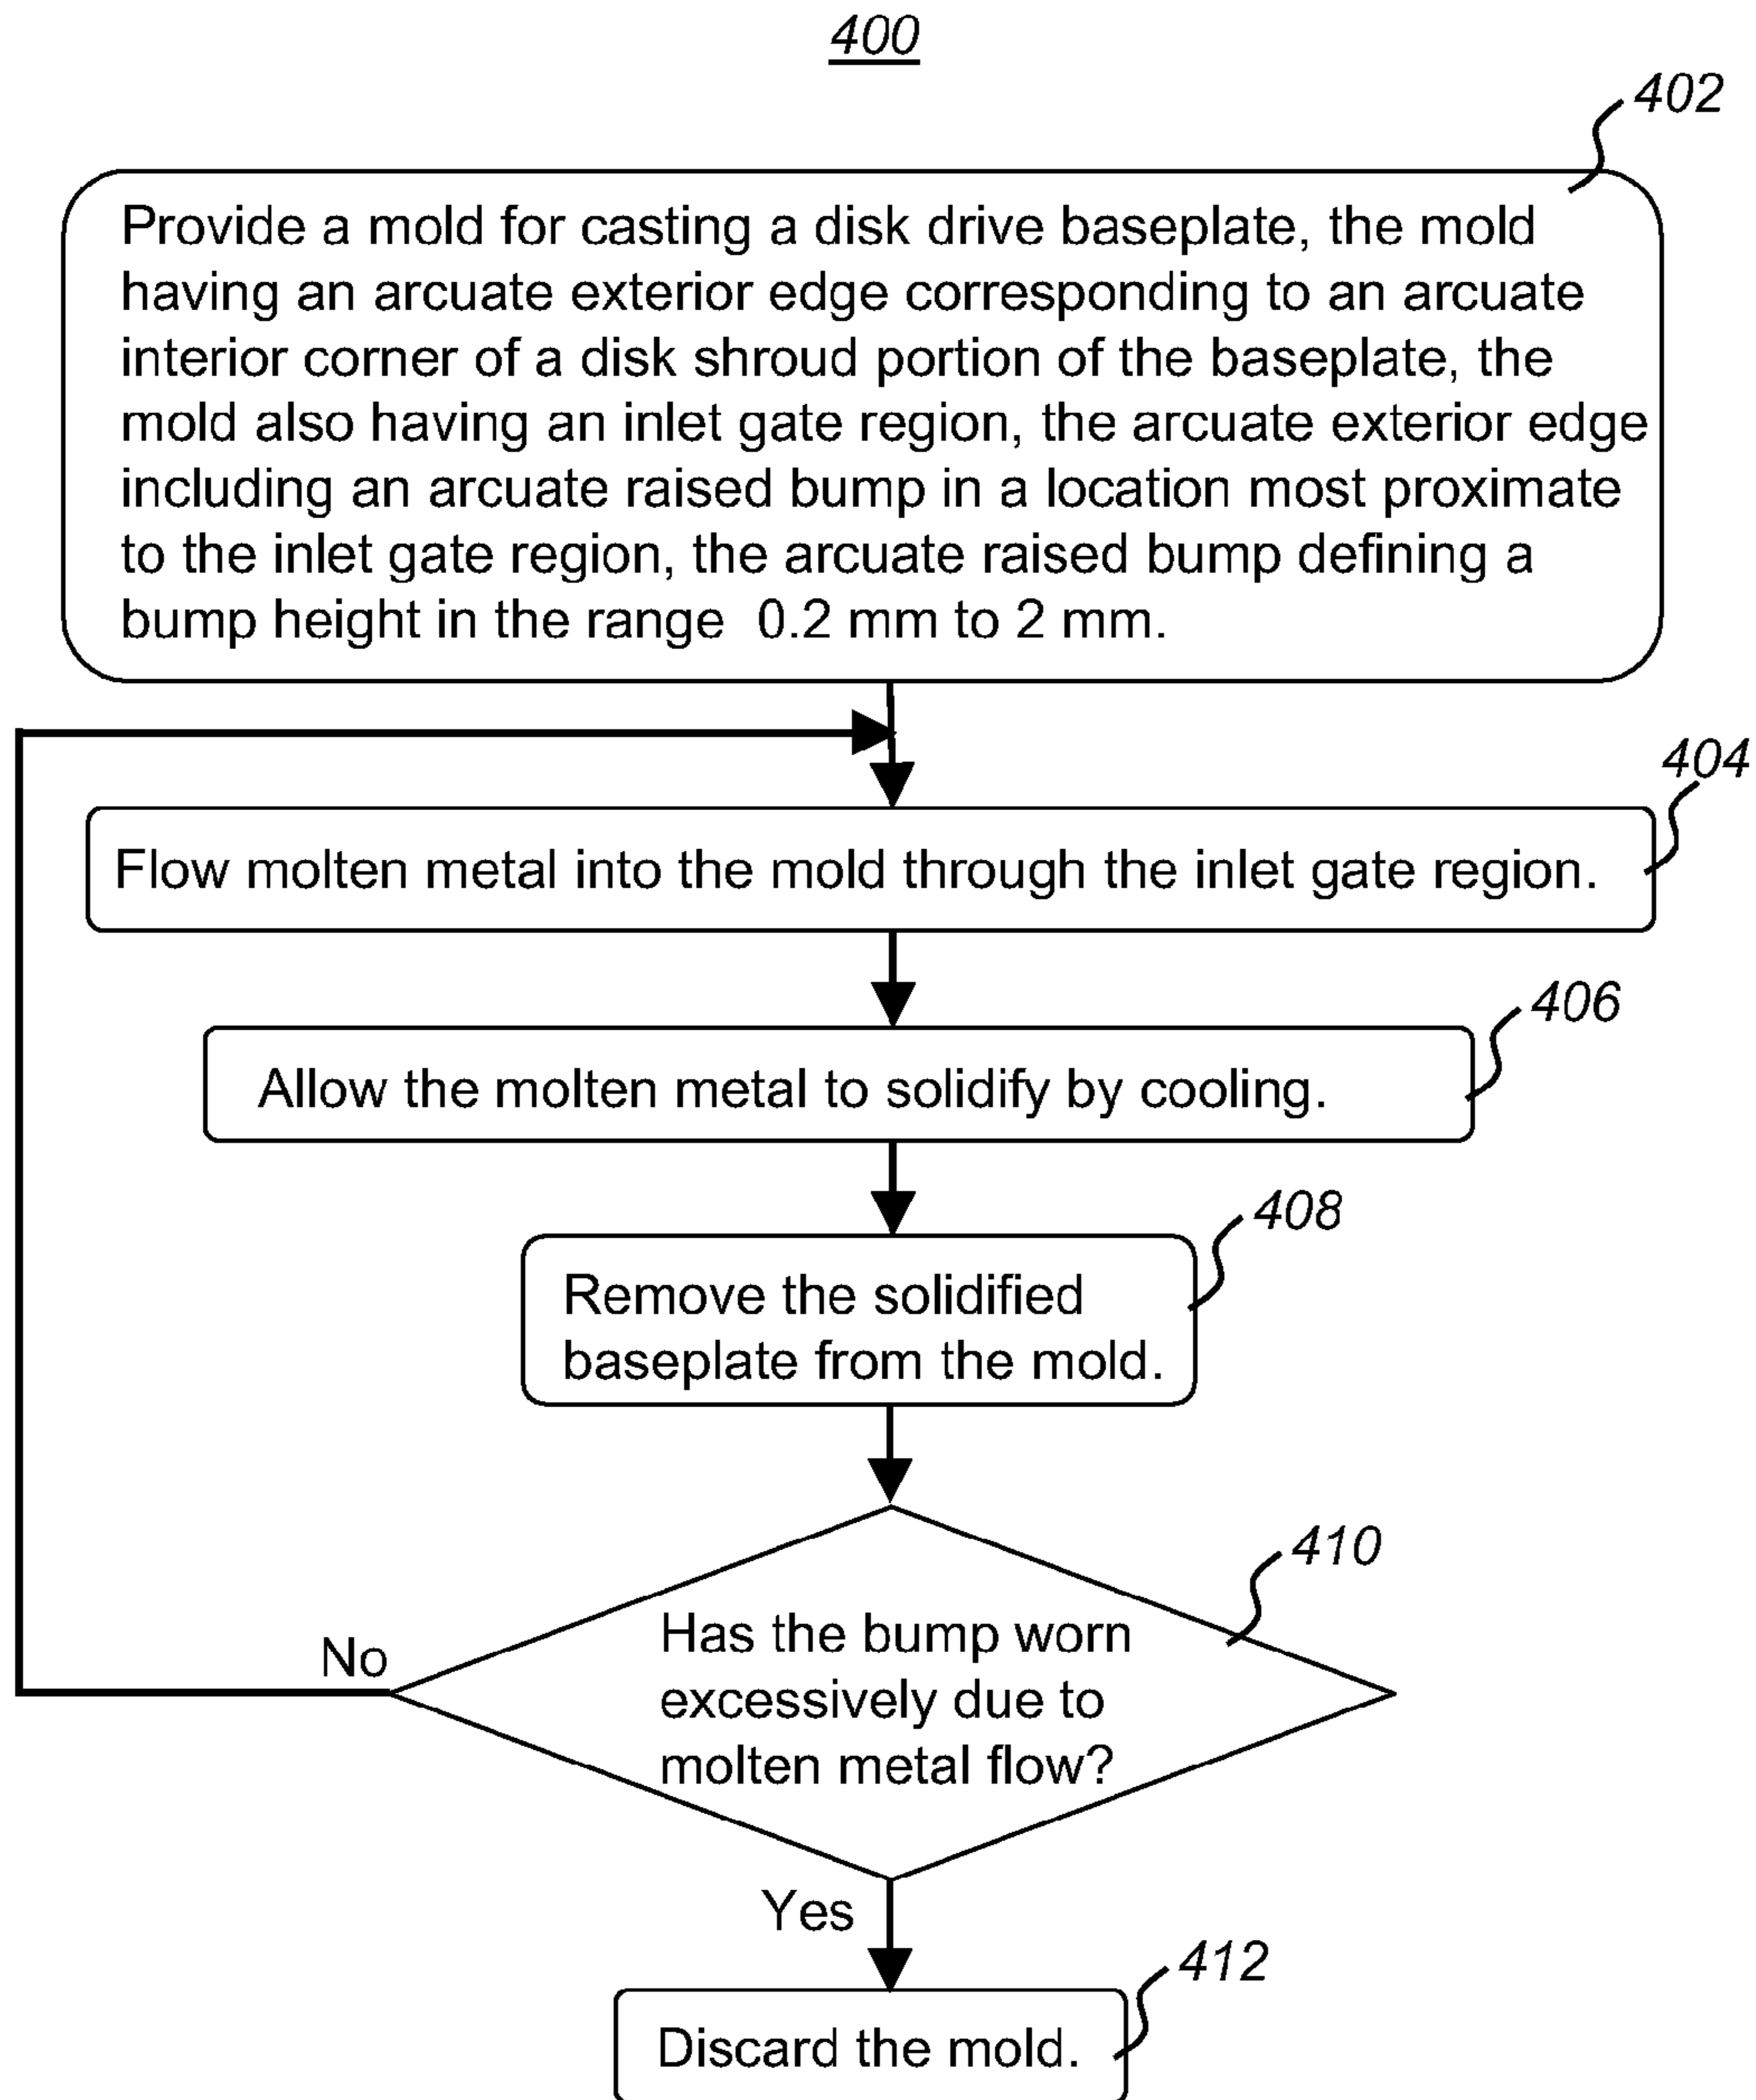 400
402
Provide a mold for casting a disk drive baseplate, the mold
having an arcuate exterior edge corresponding to an arcuate
interior corner of a disk shroud portion of the baseplate, the
mold also having an inlet gate region, the arcuate exterior edge
including an arcuate raised bump in a location most proximate
to the inlet gate region, the arcuate raised bump defining a
bump height in the range 0.2 mm to 2 mm.
404
Flow molten metal into the mold through the inlet gate region.
406
Allow the molten metal to solidify by cooling.
408
Remove the solidified
baseplate from the mold.
410
Has the bump worn
excessively due to
molten metal flow?
No
Yes
412
Discard the mold.